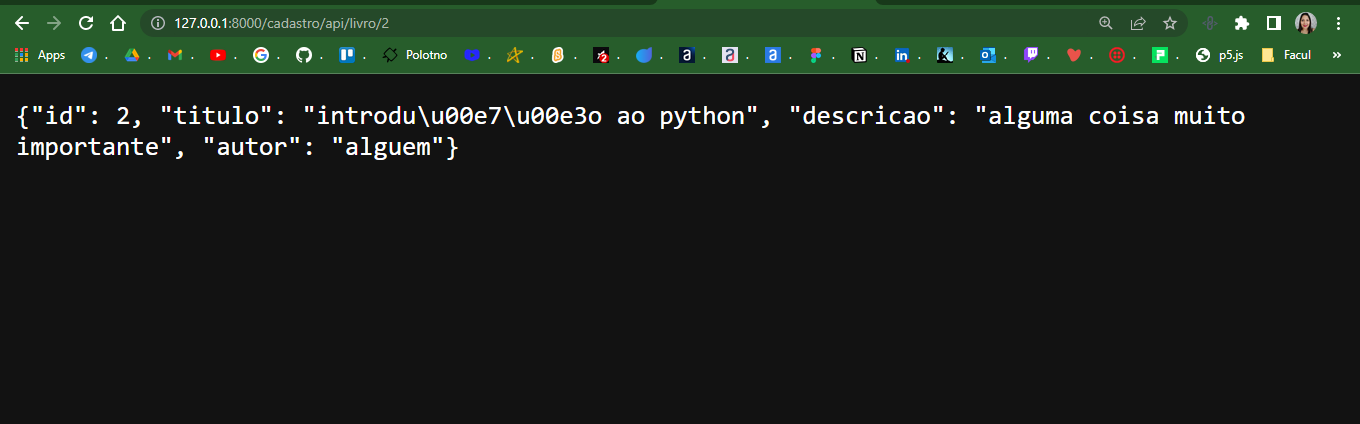 127.0.0.1:8000/cadastro/api/livro/2
Apps . . . . . . . Polotno . . . . . . . . . . . . . . . . . p5.js Facul »
{"id": 2, "titulo": "introdu\u00e7\u00e3o ao python", "descricao": "alguma coisa muito
importante", "autor": "alguem"}